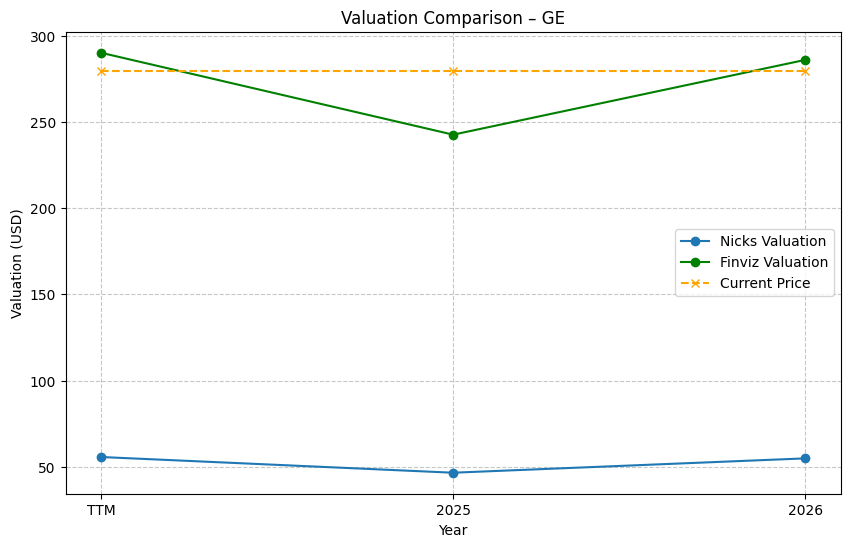 Valuation Comparison – GE
Valuation (USD)
300
250
200
150
100
50
Nicks Valuation
Finviz Valuation
Current Price
TTM
2025
2026
Year